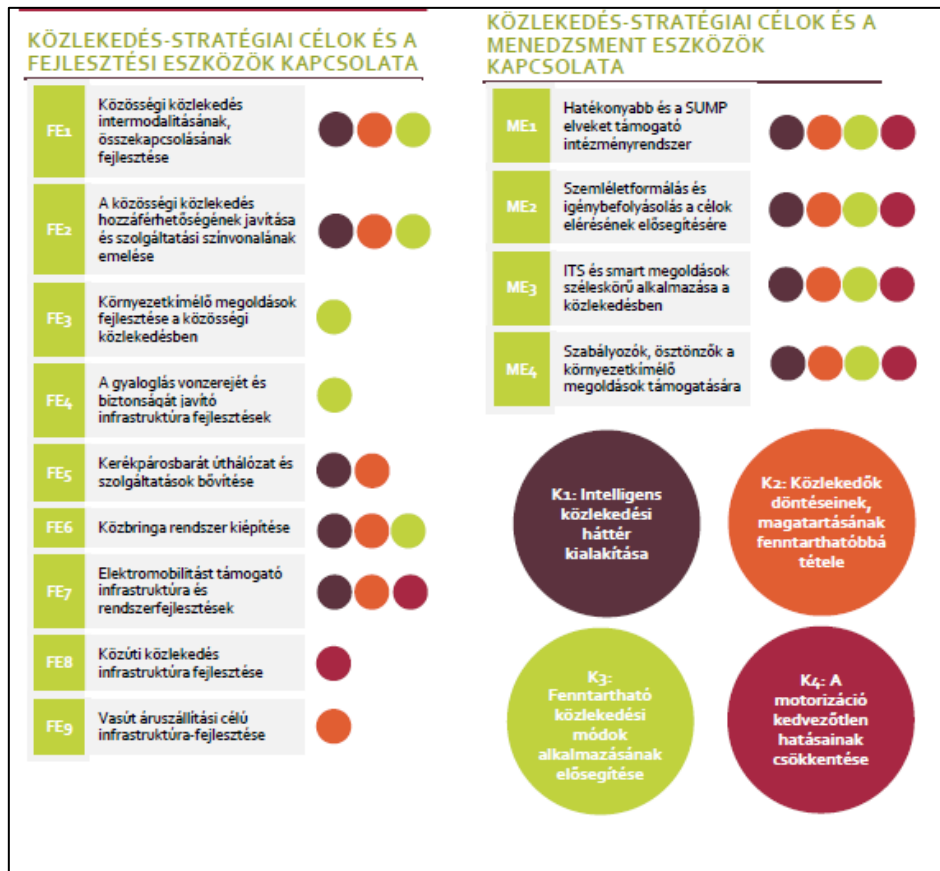 KÖZLEKEDÉS-STRATÉGIAI CÉLOK ÉS A
FEJLESZTÉSI ESZKÖZÖK KAPCSOLATA
FE1
Közösségi közlekedés
intermodalitásának,
összekapcsolásának
fejlesztése
FE2
A közösségi közlekedés
hozzáférhetőségének javítása
és szolgáltatási színvonalának
emelése
FE3
Környezetkímélő megoldások
fejlesztése a közösségi
közlekedésben
FE4
A gyaloglás vonzerejét és
biztonságát javító
infrastruktúra fejlesztések
FE5
Kerékpárosbarát úthálózat és
szolgáltatások bővítése
FE6
Közbringa rendszer kiépítése
FE7
Elektromobilitást támogató
infrastruktúra és
rendszerfejlesztések
FE8
Közúti közlekedés
infrastruktúra fejlesztése
FE9
Vasút áruszállítási célú
infrastruktúra-fejlesztése
KÖZLEKEDÉS-STRATÉGIAI CÉLOK ÉS A
MENEDZSMENT ESZKÖZÖK
KAPCSOLATA
ME1
Hatékonyabb és a SUMP
elveket támogató
intézményrendszer
ME2
Szemléletformálás és
igénybefolyásolás a célok
elérésének elősegítésére
ME3
ITS és smart megoldások
széleskörű alkalmazása a
közlekedésben
ME4
Szabályozók, ösztönzők a
környezetkímélő
megoldások támogatására
K1: Intelligens
közlekedési
háttér
kialakítása
K2: Közlekedők
döntéseinek,
magatartásának
fenntarthatóbbá
tétele
K3:
Fenntartható
közlekedési
módok
alkalmazásának
elősegítése
K4: A
motorizáció
kedvezőtlen
hatásainak
csökkentése